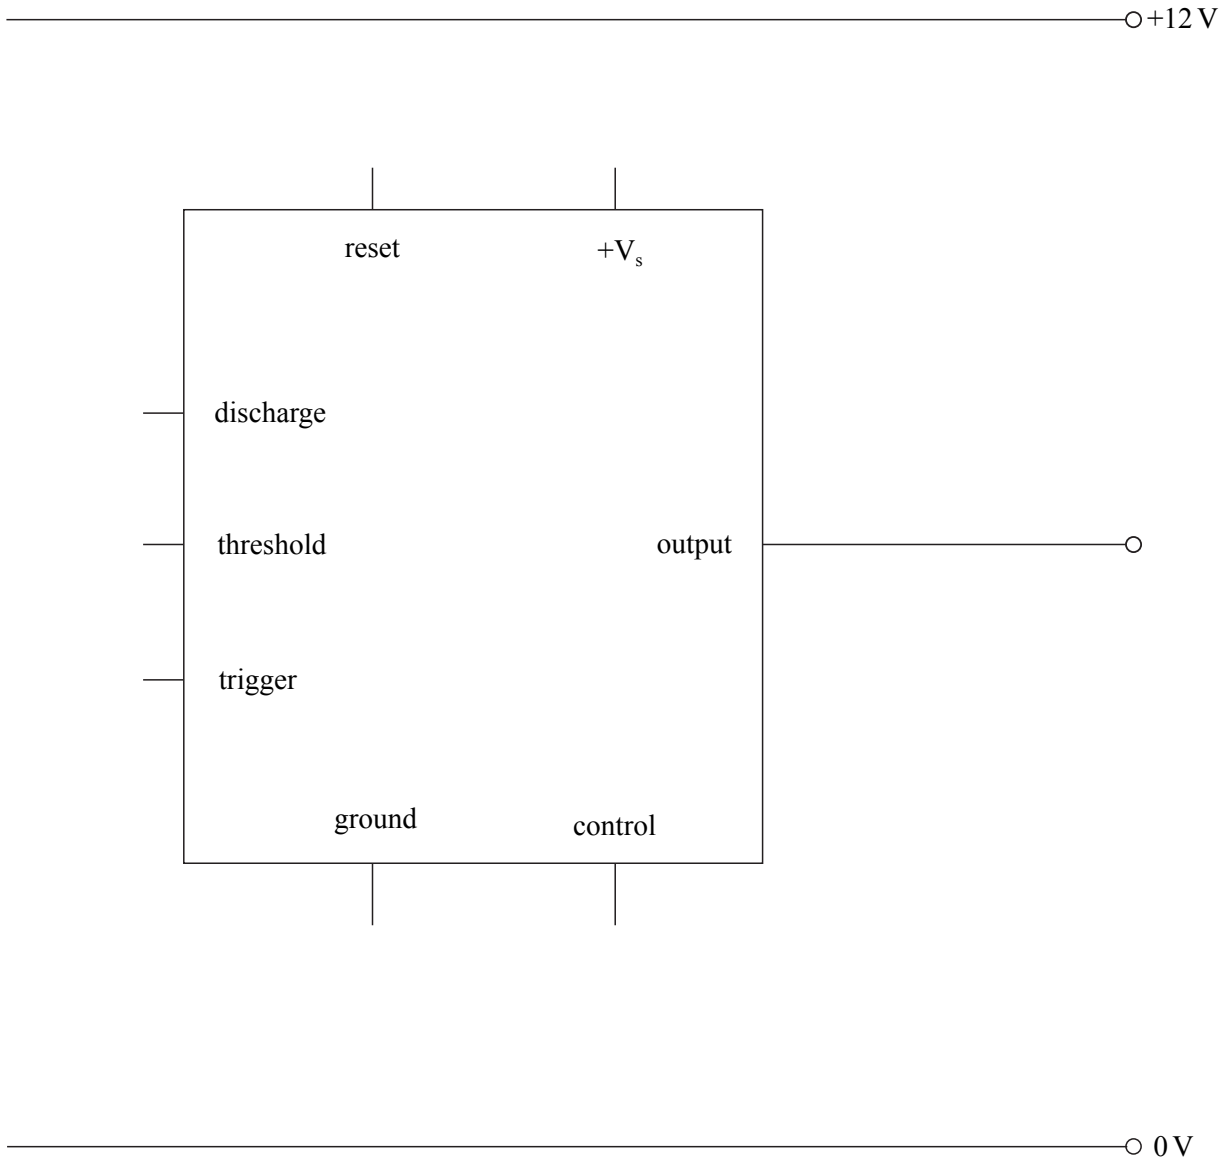 +12 V
reset
+Vs
discharge
threshold
output
trigger
ground
control
0 V